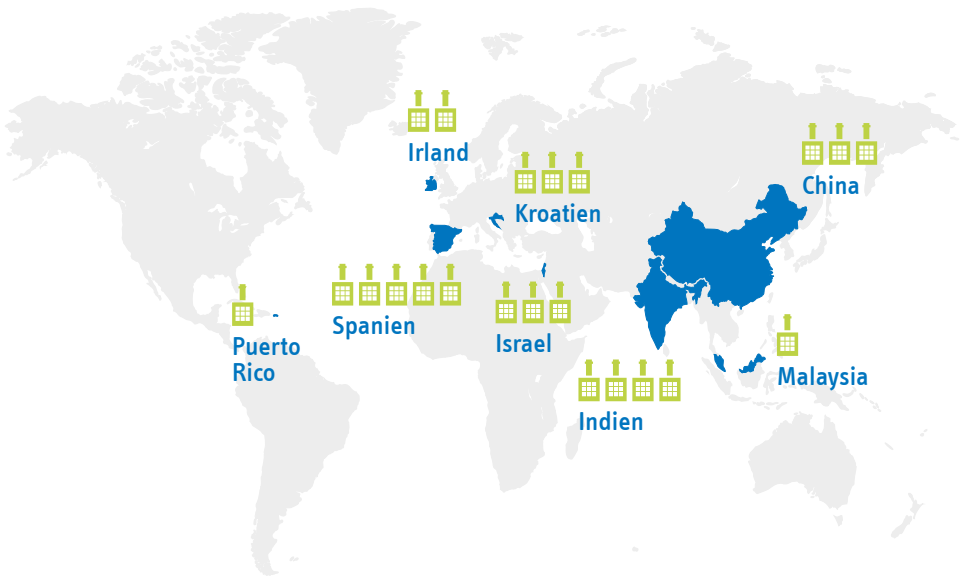 Irland
China
Kroatien
Spanien
Israel
Puerto
Rico
Malaysia
Indien